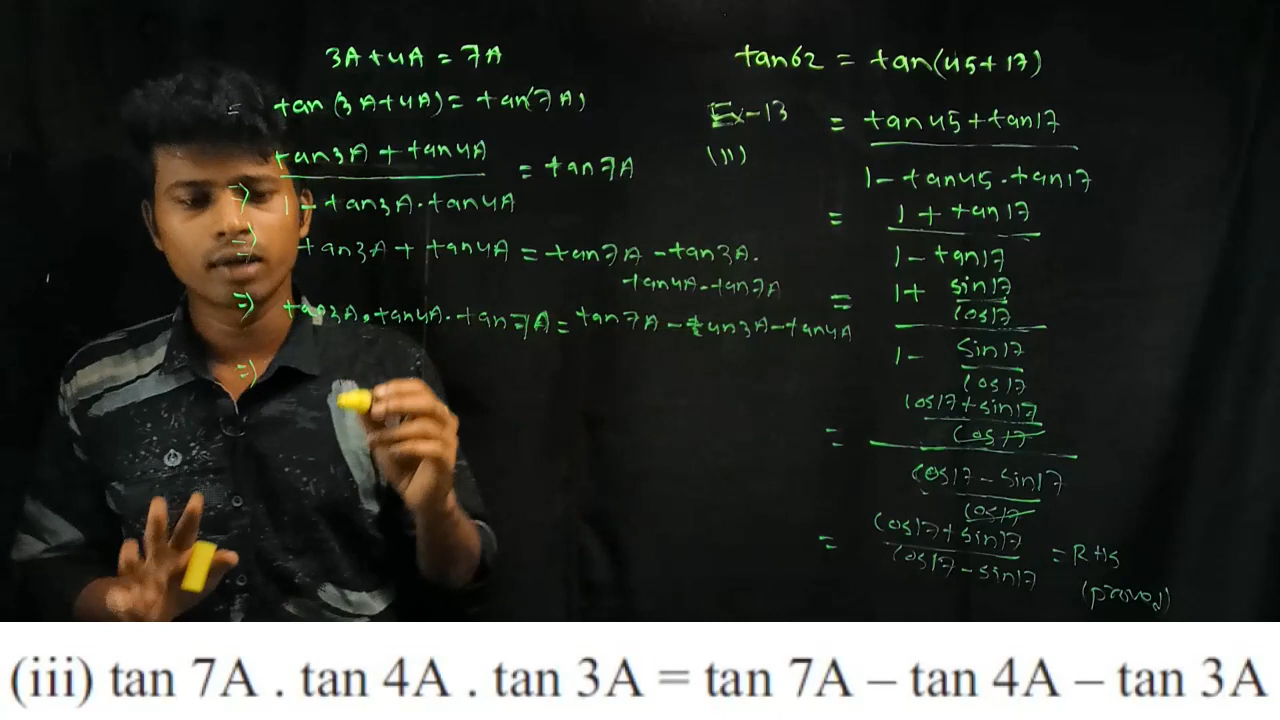 3A + 4A = 7A
= tan (3A+4A) = tan(7A)
tan3A + tan4A
= tan7A
=) 1 - tan3A . tan4A
=) tan3A + tan4A = tan7A - tan3A.
tan4A . tan7A
=) tan3A . tan4A . tan7A = tan7A - tan3A - tan4A
=)
tan62 = tan(45+17)
Ex-13
(ii)
= tan45 + tan17
1 - tan45 . tan17
= 1 + tan17
1 - tan17
= 1 + sin17
cos17
1 - sin17
cos17
cos17 + sin17
= cos17
cos17 - sin17
cos17
= cos17 + sin17
cos17 - sin17
= RHS
(proved)
(iii) tan 7A . tan 4A . tan 3A = tan 7A – tan 4A – tan 3A